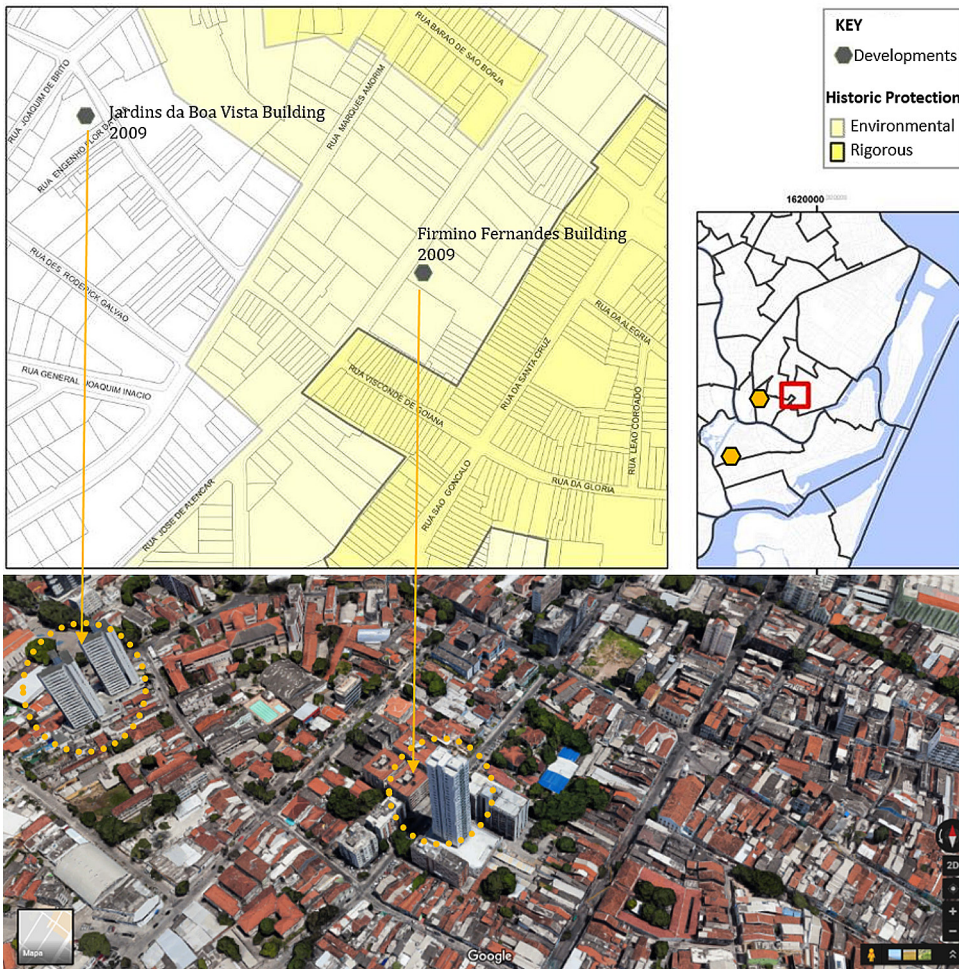 KEY
Developments
Historic Protection
Environmental
Rigorous
RUA BARAO DE SAO BORJA
RUA JOAQUIM DE BRITO
RUA MARQUES AMORIM
Jardins da Boa Vista Building
2009
RUA ENGENHO FLOR DA
Firmino Fernandes Building
2009
RUA DES RODERICK GALVAO
RUA DA ALEGRIA
RUA DA SANTA CRUZ
RUA GENERAL JOAQUIM INACIO
RUA VISCONDE DE GOIANA
RUA LEAO COROADO
RUA DA GLORIA
RUA SAO GONCALO
RUA JOSE DE ALENCAR
1620000
2D
Mapa
Google